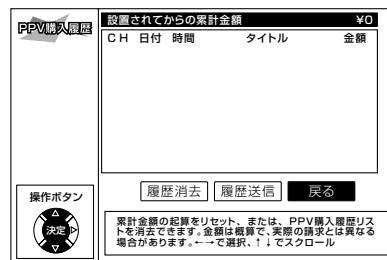 PPV購入履歴
設置されてからの累計金額 ¥0
CH 日付 時間 タイトル 金額
履歴消去 履歴送信 戻る
操作ボタン
決定
累計金額の起算をリセット、または、PPV購入履歴リス
トを消去できます。金額は概算で、実際の請求とは異なる
場合があります。←→で選択、↑↓でスクロール